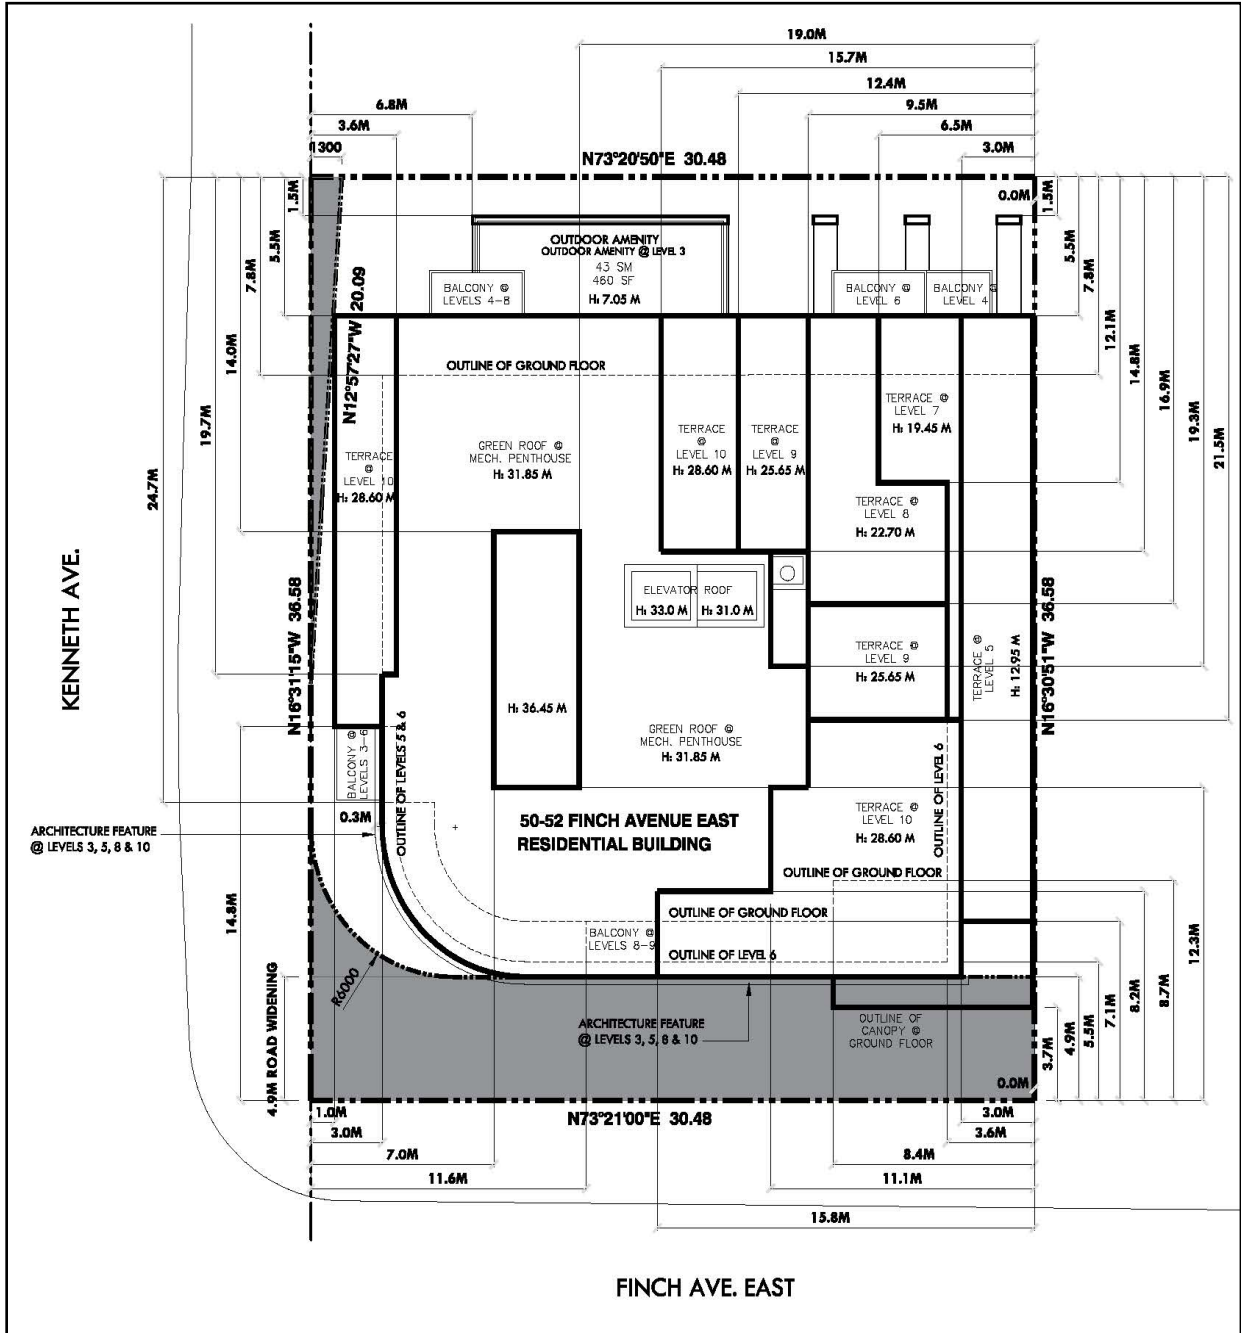 19.0M
15.7M
12.4M
6.8M
9.5M
3.6M
6.5M
1300
N73°20'50"E 30.48
3.0M
0.0M
1.5M
1.5M
5.5M
5.5M
7.8M
7.8M
OUTDOOR AMENITY
OUTDOOR AMENITY @ LEVEL 3
43 SM
460 SF
H: 7.05 M
BALCONY @
LEVELS 4-8
BALCONY @
LEVEL 6
BALCONY @
LEVEL 4
N12°57'27"W 20.09
14.0M
12.1M
14.8M
16.9M
19.3M
21.5M
19.7M
24.7M
OUTLINE OF GROUND FLOOR
TERRACE @
LEVEL 7
H: 19.45 M
TERRACE
@
LEVEL 10
H: 28.60 M
GREEN ROOF @
MECH. PENTHOUSE
H: 31.85 M
TERRACE
@
LEVEL 10
H: 28.60 M
TERRACE
@
LEVEL 9
H: 25.65 M
TERRACE @
LEVEL 8
H: 22.70 M
ELEVATOR ROOF
H: 33.0 M
H: 31.0 M
KENNETH AVE.
N16°31'15"W 36.58
N16°30'51"W 36.58
TERRACE @
LEVEL 9
H: 25.65 M
TERRACE @
LEVEL 5
H: 12.95 M
H: 36.45 M
GREEN ROOF @
MECH. PENTHOUSE
H: 31.85 M
BALCONY @
LEVELS 3-6
OUTLINE OF LEVELS 5 & 6
OUTLINE OF LEVEL 6
0.3M
ARCHITECTURE FEATURE
@ LEVELS 3, 5, 8 & 10
50-52 FINCH AVENUE EAST
RESIDENTIAL BUILDING
TERRACE @
LEVEL 10
H: 28.60 M
OUTLINE OF GROUND FLOOR
OUTLINE OF GROUND FLOOR
BALCONY @
LEVELS 8-9
OUTLINE OF LEVEL 6
14.8M
12.3M
8.7M
8.2M
7.1M
5.5M
4.9M
3.7M
R6000
4.9M ROAD WIDENING
ARCHITECTURE FEATURE
@ LEVELS 3, 5, 8 & 10
OUTLINE OF
CANOPY @
GROUND FLOOR
0.0M
1.0M
N73°21'00"E 30.48
3.0M
3.0M
3.6M
7.0M
8.4M
11.6M
11.1M
15.8M
FINCH AVE. EAST